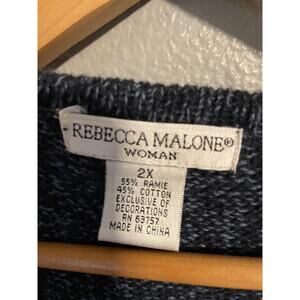 REBECCA MALONE®
WOMAN
2X
55% RAMIE
45% COTTON
EXCLUSIVE OF
DECORATIONS
RN 63757
MADE IN CHINA